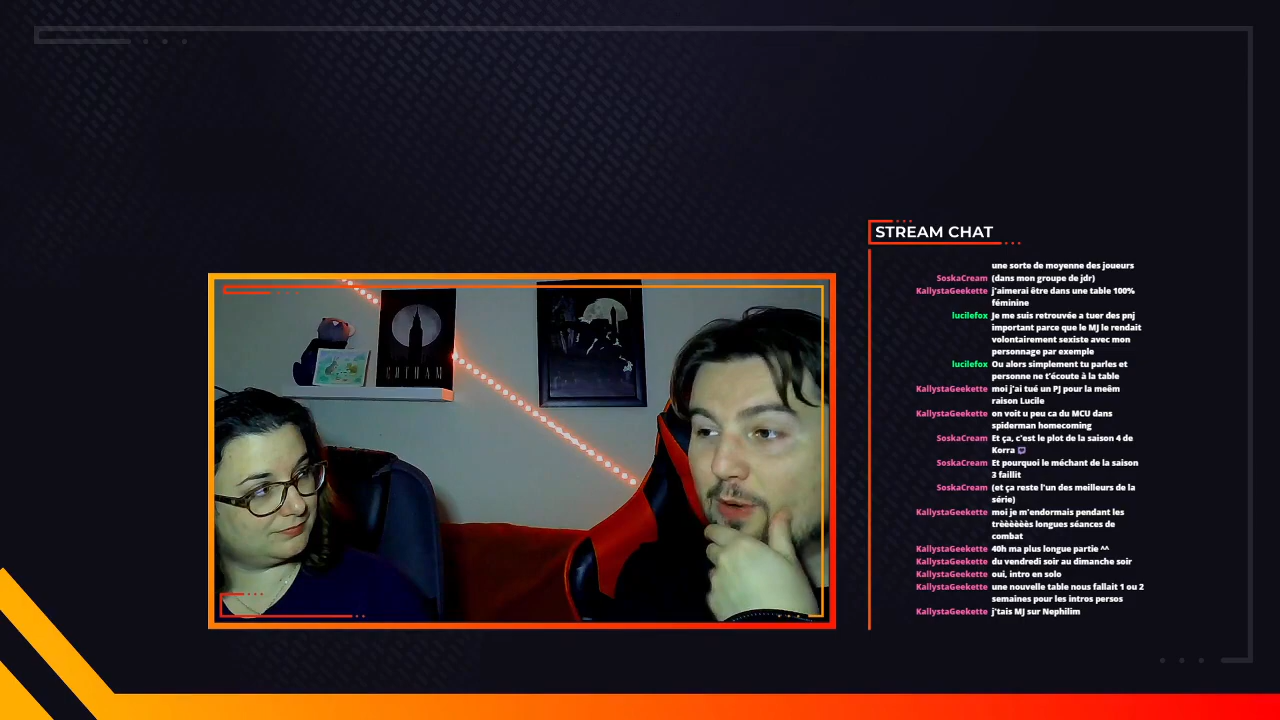 STREAM CHAT
une sorte de moyenne des joueurs
SoskaCream (dans mon groupe de jdr)
KallystaGeekette j'aimerai être dans une table 100%
féminine
lucilefox Je me suis retrouvée a tuer des pnj
important parce que le MJ le rendait
volontairement sexiste avec mon
personnage par exemple
lucilefox Ou alors simplement tu parles et
personne ne t'écoute à la table
KallystaGeekette moi j'ai tué un PJ pour la meêm
raison Lucile
KallystaGeekette on voit u peu ca du MCU dans
spiderman homecoming
SoskaCream Et ça, c'est le plot de la saison 4 de
Korra
SoskaCream Et pourquoi le méchant de la saison
3 faillit
SoskaCream (et ça reste l'un des meilleurs de la
série)
KallystaGeekette moi je m'endormais pendant les
trèèèèèès longues séances de
combat
KallystaGeekette 40h ma plus longue partie ^^
KallystaGeekette du vendredi soir au dimanche soir
KallystaGeekette oui, intro en solo
KallystaGeekette une nouvelle table nous fallait 1 ou 2
semaines pour les intros persos
KallystaGeekette j'tais MJ sur Nephilim
GOTHAM